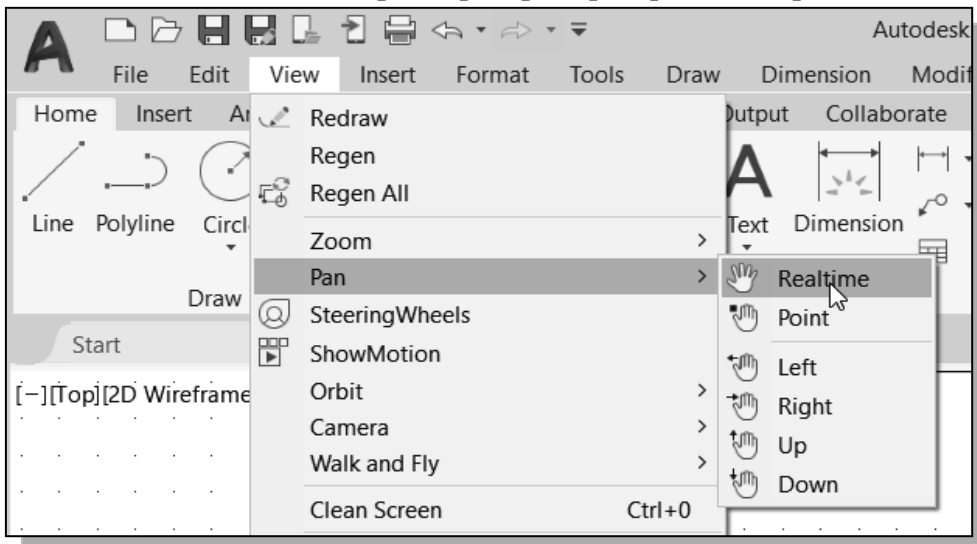 Autodesk
File Edit View Insert Format Tools Draw Dimension Modif
Home Insert Output Collaborate
Redraw
Regen
Regen All
Line Polyline Circl Text Dimension
Zoom
Pan
Realtime
Draw
SteeringWheels
Point
Start
ShowMotion
Left
[−][Top][2D Wireframe
Orbit
Right
Camera
Up
Walk and Fly
Down
Clean Screen Ctrl+0